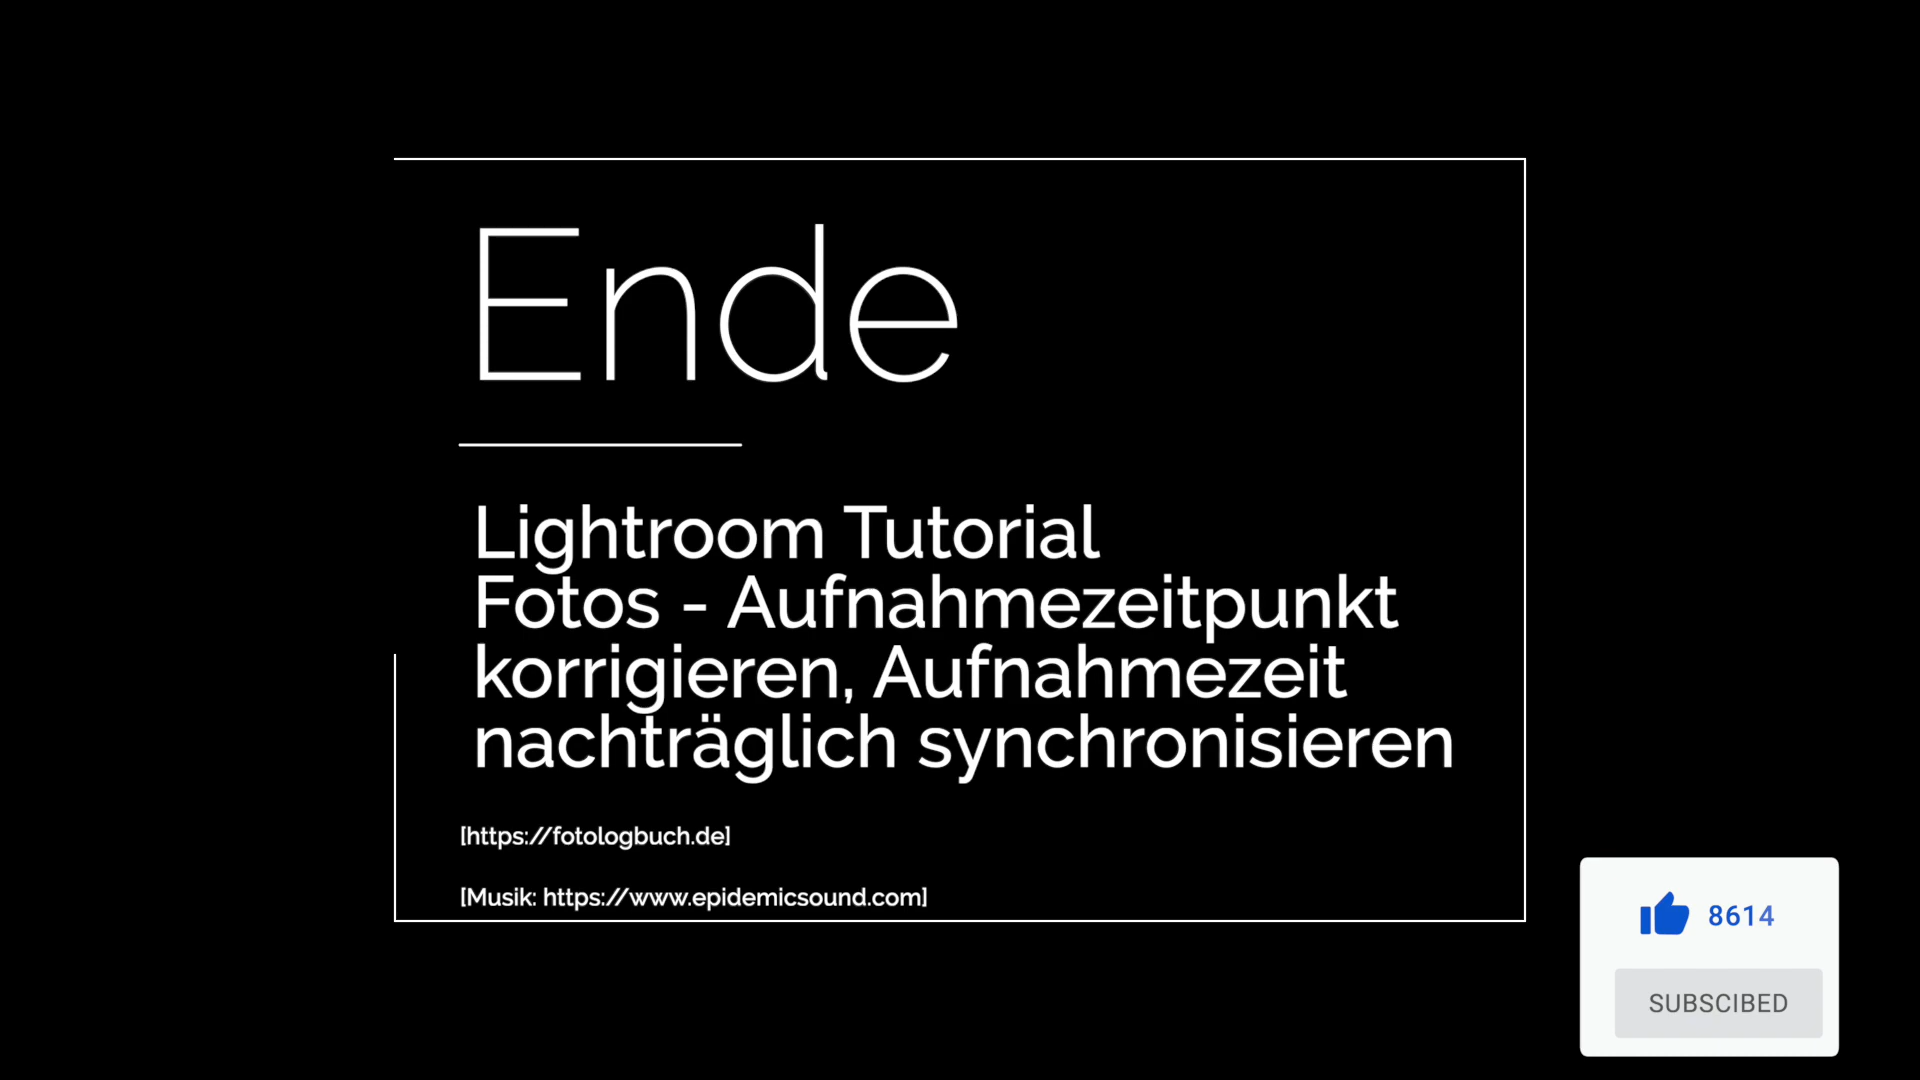 Ende
Lightroom Tutorial
Fotos - Aufnahmezeitpunkt
korrigieren, Aufnahmezeit
nachträglich synchronisieren
[https://fotologbuch.de]
[Musik: https://www.epidemicsound.com]
8614
SUBSCIBED